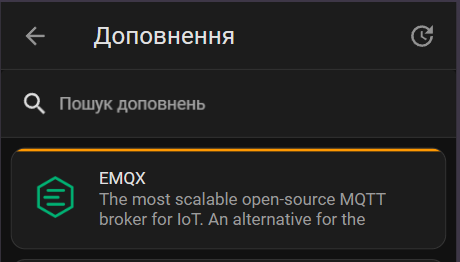 Доповнення
Пошук доповнень
EMQX
The most scalable open-source MQTT
broker for IoT. An alternative for the